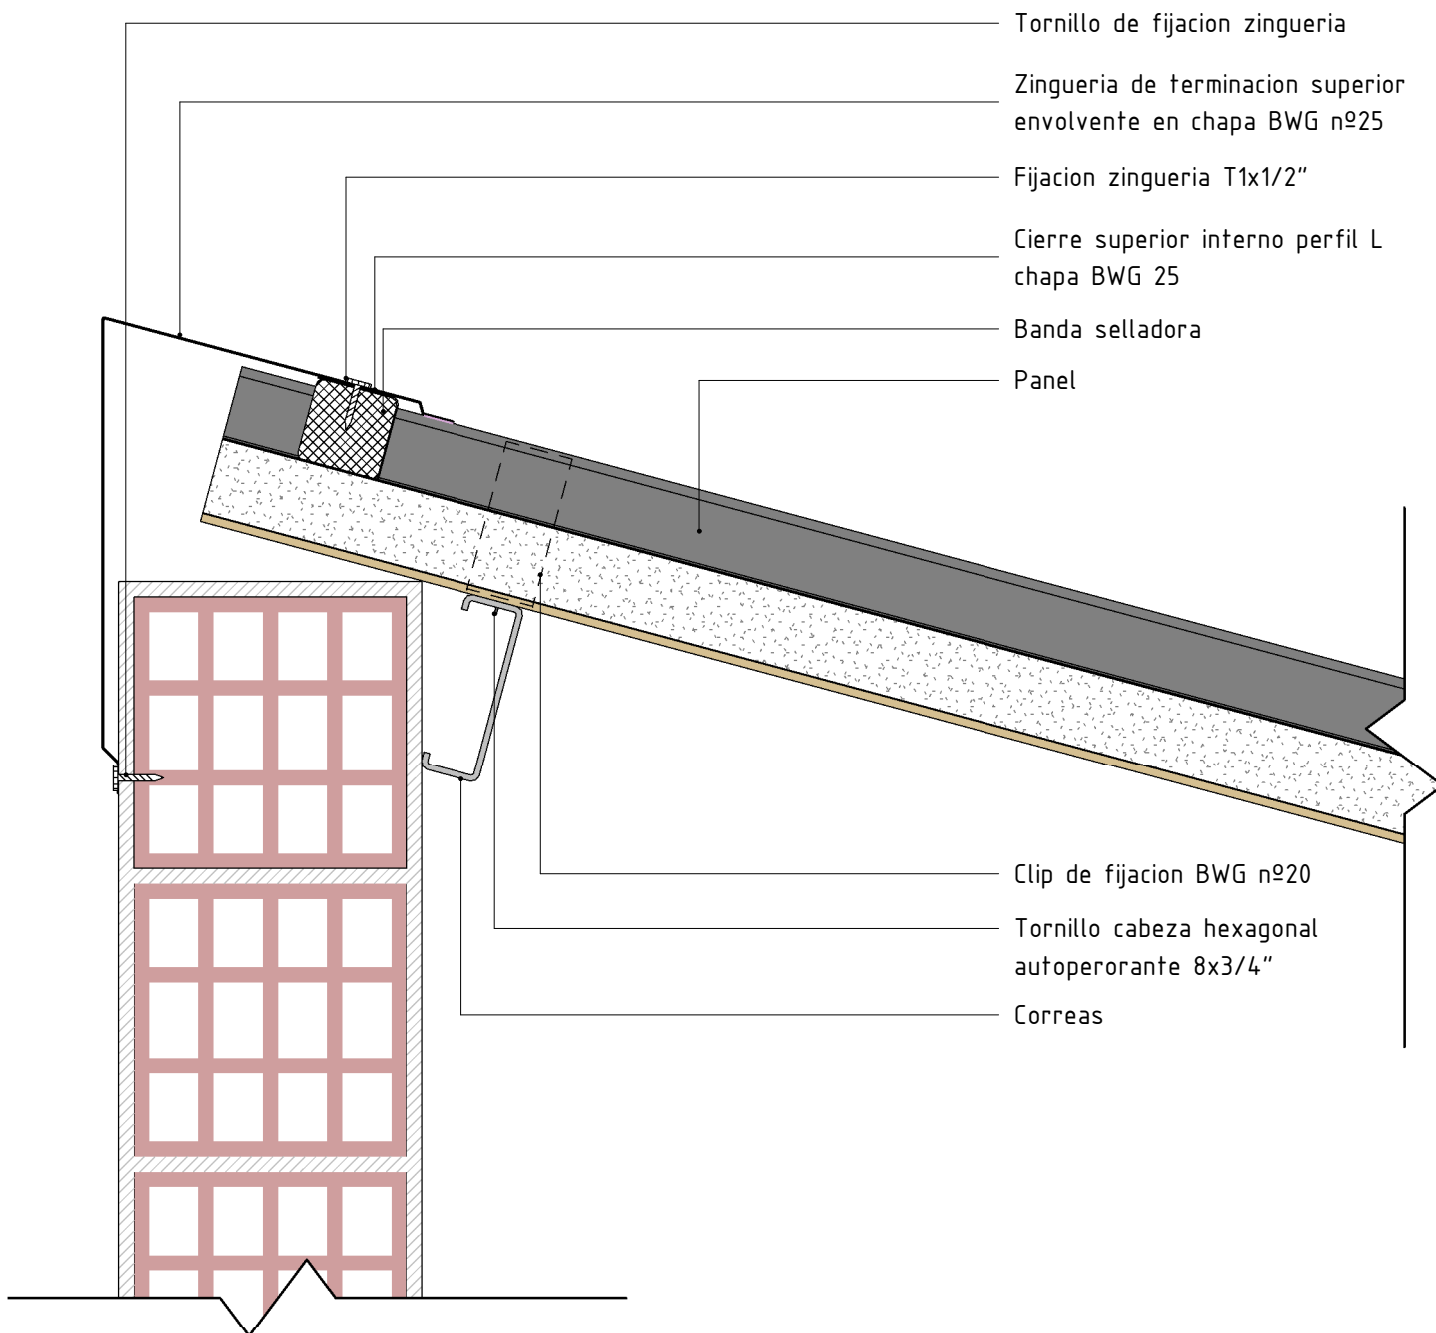 Tornillo de fijacion zingueria
Zingueria de terminacion superior
envolvente en chapa BWG nº25
Fijacion zingueria T1x1/2"
Cierre superior interno perfil L
chapa BWG 25
Banda selladora
Panel
Clip de fijacion BWG nº20
Tornillo cabeza hexagonal
autoperorante 8x3/4"
Correas